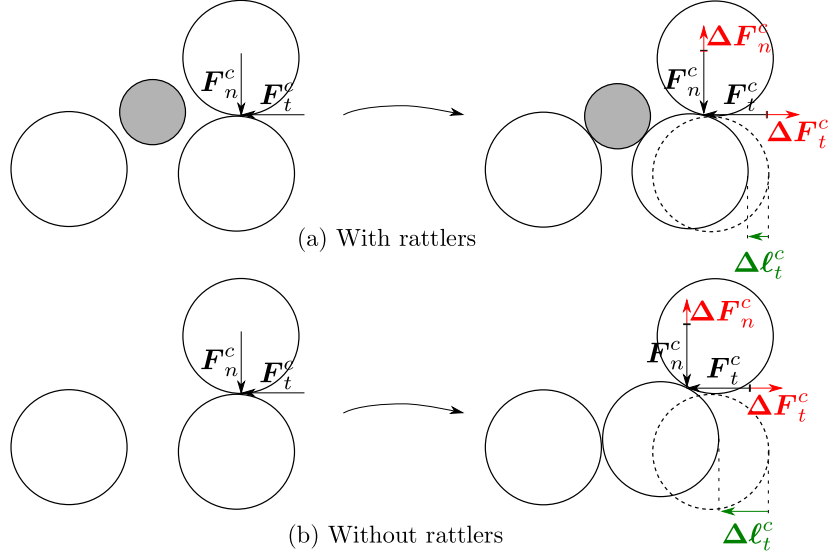 F_n^c F_t^c
ΔF_n^c
F_n^c F_t^c
ΔF_t^c
(a) With rattlers
Δℓ_t^c
F_n^c F_t^c
ΔF_n^c
F_n^c F_t^c
ΔF_t^c
(b) Without rattlers
Δℓ_t^c